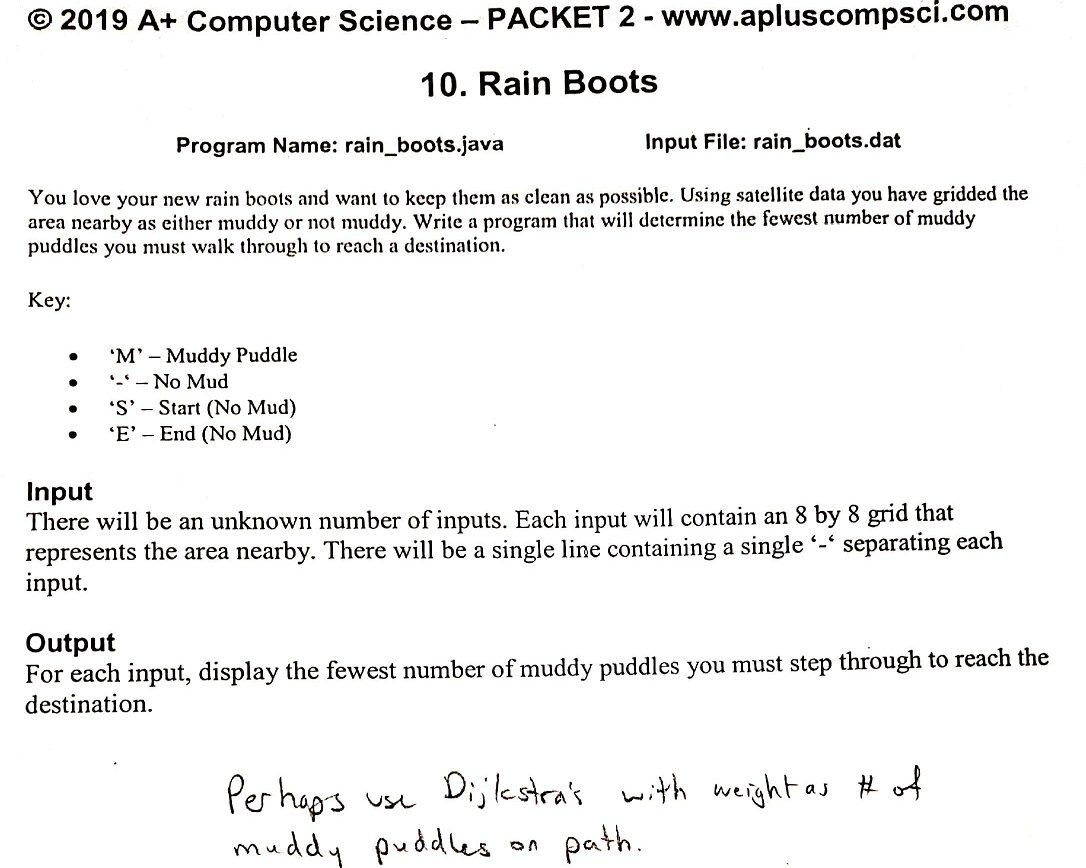 © 2019 A+ Computer Science – PACKET 2 - www.apluscompsci.com
10. Rain Boots
Program Name: rain_boots.java Input File: rain_boots.dat
You love your new rain boots and want to keep them as clean as possible. Using satellite data you have gridded the
area nearby as either muddy or not muddy. Write a program that will determine the fewest number of muddy
puddles you must walk through to reach a destination.
Key:
• 'M' – Muddy Puddle
• '-' – No Mud
• 'S' – Start (No Mud)
• 'E' – End (No Mud)
Input
There will be an unknown number of inputs. Each input will contain an 8 by 8 grid that
represents the area nearby. There will be a single line containing a single '-' separating each
input.
Output
For each input, display the fewest number of muddy puddles you must step through to reach the
destination.
Perhaps use Dijkstra's with weight as # of
muddy puddles on path.